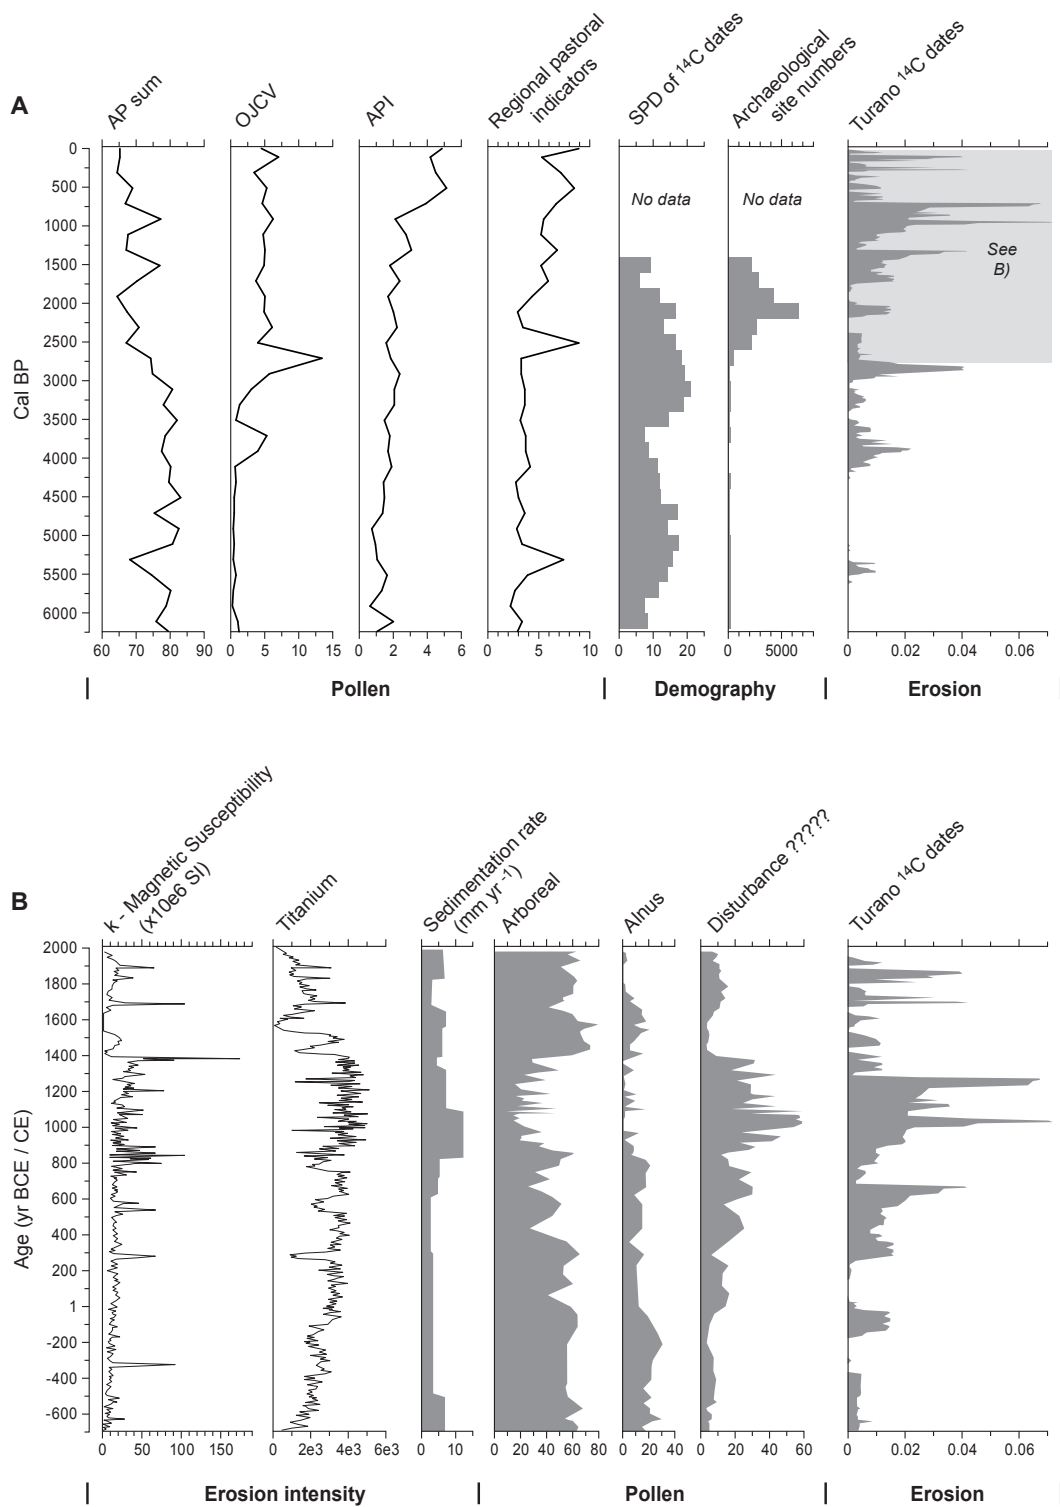 A
AP sum
OJCV
API
Regional pastoral
indicators
SPD of ¹⁴C dates
Archaeological
site numbers
Turano ¹⁴C dates
Cal BP
0
500
1000
1500
2000
2500
3000
3500
4000
4500
5000
5500
6000
No data
No data
See
B)
60 70 80 90
0 5 10 15
0 2 4 6
0 5 10
0 10 20
0 5000
0 0.02 0.04 0.06
| Pollen | Demography | Erosion
B
k - Magnetic Susceptibility
(x10e6 SI)
Titanium
Sedimentation rate
(mm yr ⁻¹)
Arboreal
Alnus
Disturbance ?????
Turano ¹⁴C dates
Age (yr BCE / CE)
2000
1800
1600
1400
1200
1000
800
600
400
200
1
-200
-400
-600
0 50 100 150
0 2e3 4e3 6e3
0 10
0 20 40 60 80
0 20 40
0 20 40 60
0 0.02 0.04 0.06
| Erosion intensity | Pollen | Erosion